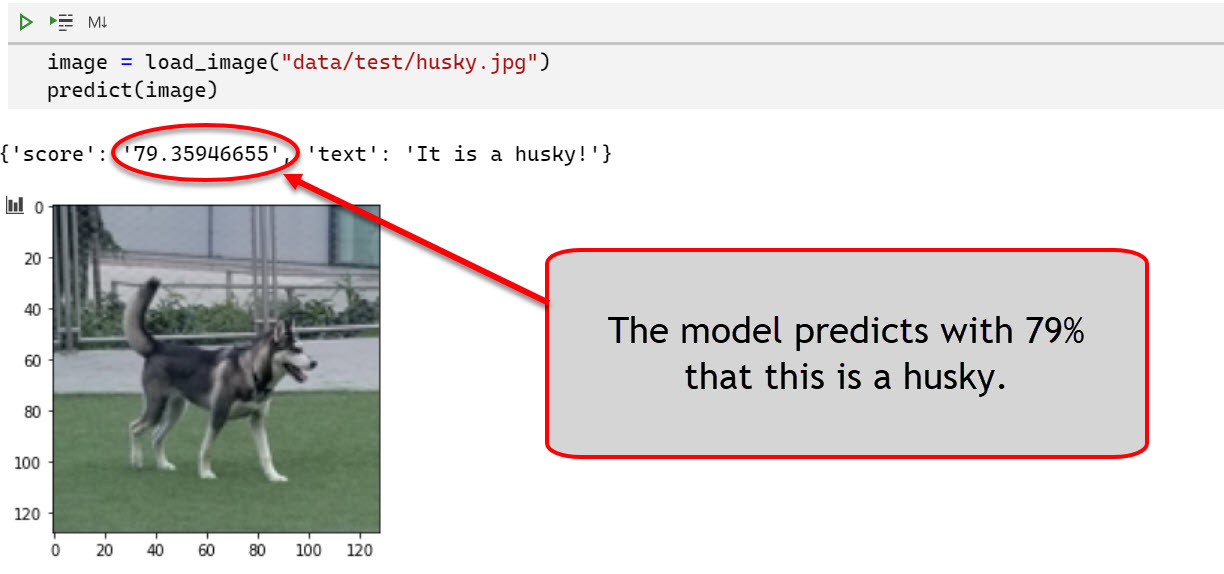 M↓
image = load_image("data/test/husky.jpg")
predict(image)
{'score': '79.35946655', 'text': 'It is a husky!'}
0
20
40
60
80
100
120
0 20 40 60 80 100 120
The model predicts with 79%
that this is a husky.